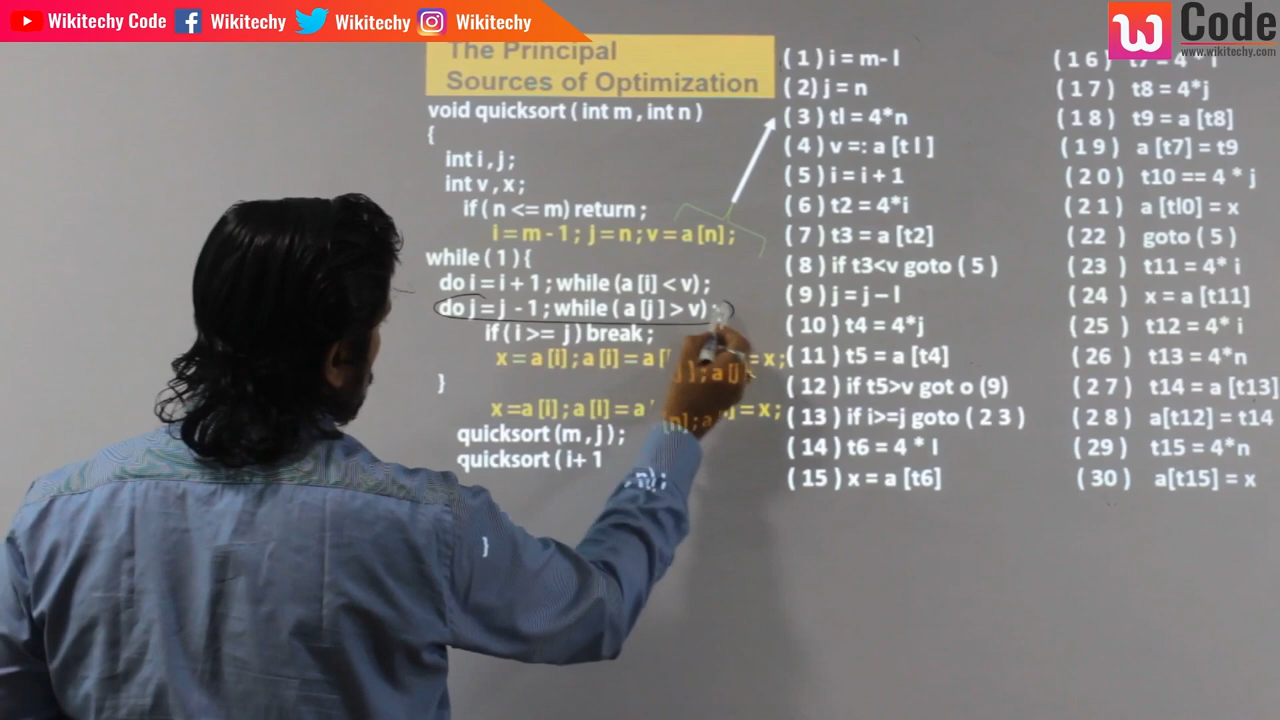 Wikitechy Code Wikitechy Wikitechy Wikitechy
W Code
www.wikitechy.com
The Principal
Sources of Optimization
void quicksort ( int m , int n )
{
int i , j ;
int v , x ;
if ( n <= m) return ;
i = m - 1 ; j = n ; v = a [n] ;
while ( 1 ) {
do i = i + 1 ; while (a [i] < v) ;
do j = j - 1 ; while ( a [j ] > v) ;
if ( i >= j ) break ;
x = a [i] ; a [i] = a [j ] ; a [j] = x ;
}
x =a [i] ; a [i] = a [n]; a [i] = x ;
quicksort (m , j ) ;
quicksort ( i+ 1 , n) ;
}
( 1 ) i = m- l
( 2) j = n
( 3 ) tl = 4*n
( 4 ) v =: a [t l ]
( 5 ) i = i + 1
( 6 ) t2 = 4*i
( 7 ) t3 = a [t2]
( 8 ) if t3<v goto ( 5 )
( 9 ) j = j – l
( 10 ) t4 = 4*j
( 11 ) t5 = a [t4]
( 12 ) if t5>v got o (9)
( 13 ) if i>=j goto ( 2 3 )
( 14 ) t6 = 4 * l
( 15 ) x = a [t6]
( 1 6 ) t7 = 4 * i
( 1 7 ) t8 = 4*j
( 1 8 ) t9 = a [t8]
( 1 9 ) a [t7] = t9
( 2 0 ) t10 == 4 * j
( 2 1 ) a [tl0] = x
( 22 ) goto ( 5 )
( 23 ) t11 = 4* i
( 24 ) x = a [t11]
( 25 ) t12 = 4* i
( 26 ) t13 = 4*n
( 2 7 ) t14 = a [t13]
( 2 8 ) a[t12] = t14
( 29 ) t15 = 4*n
( 30 ) a[t15] = x